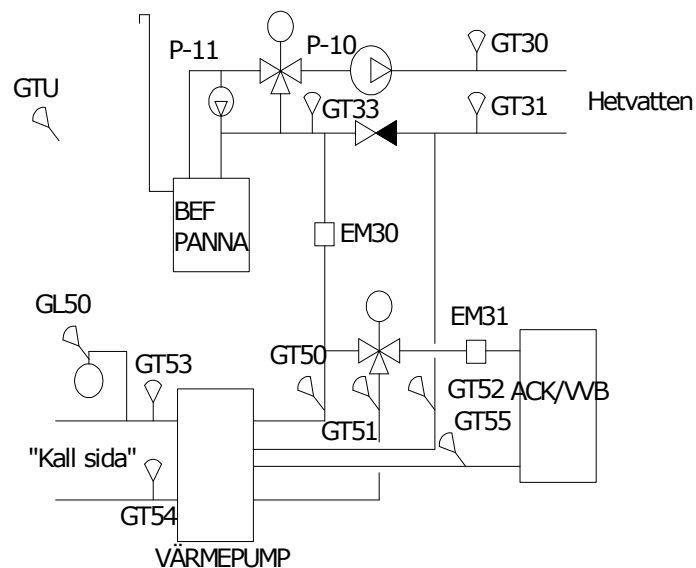 P-11
P-10
GT30
GTU
GT33
GT31
Hetvatten
BEF
PANNA
EM30
GL50
EM31
GT53
GT50
GT52
ACK/VVB
GT51
GT55
"Kall sida"
GT54
VÄRMEPUMP